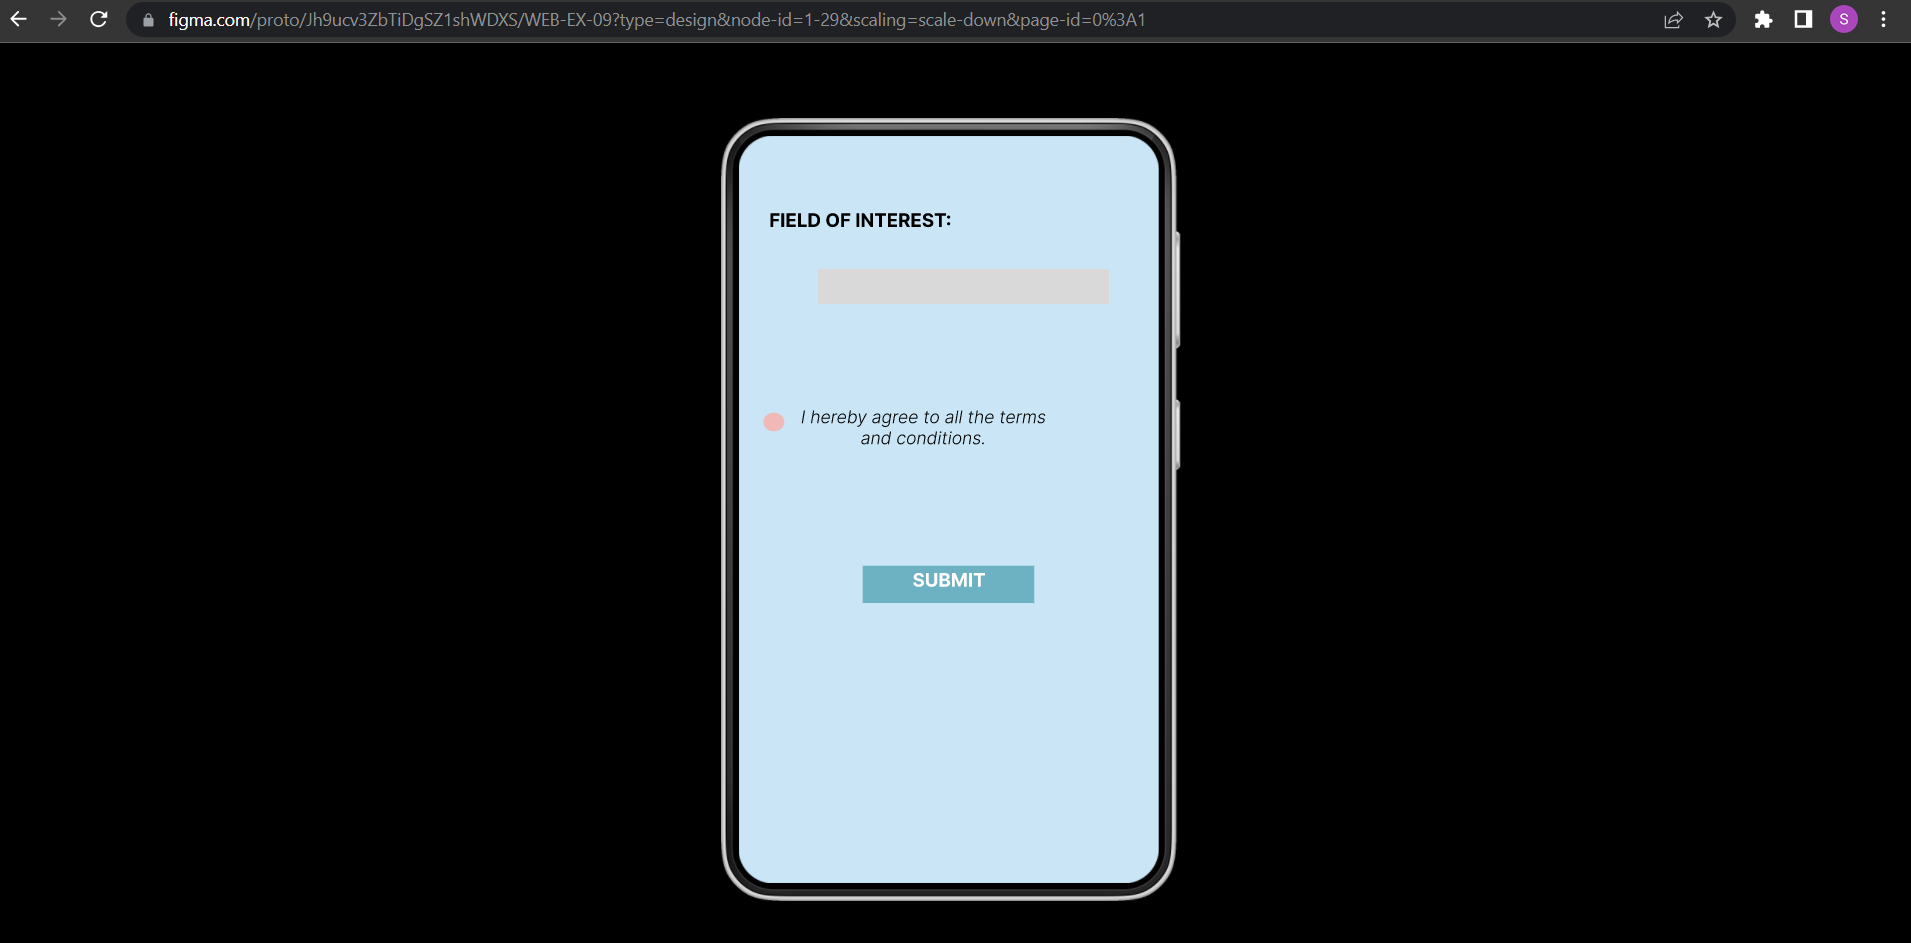 figma.com/proto/Jh9ucv3ZbTiDgSZ1shWDXS/WEB-EX-09?type=design&node-id=1-29&scaling=scale-down&page-id=0%3A1
S
FIELD OF INTEREST:
I hereby agree to all the terms
and conditions.
SUBMIT